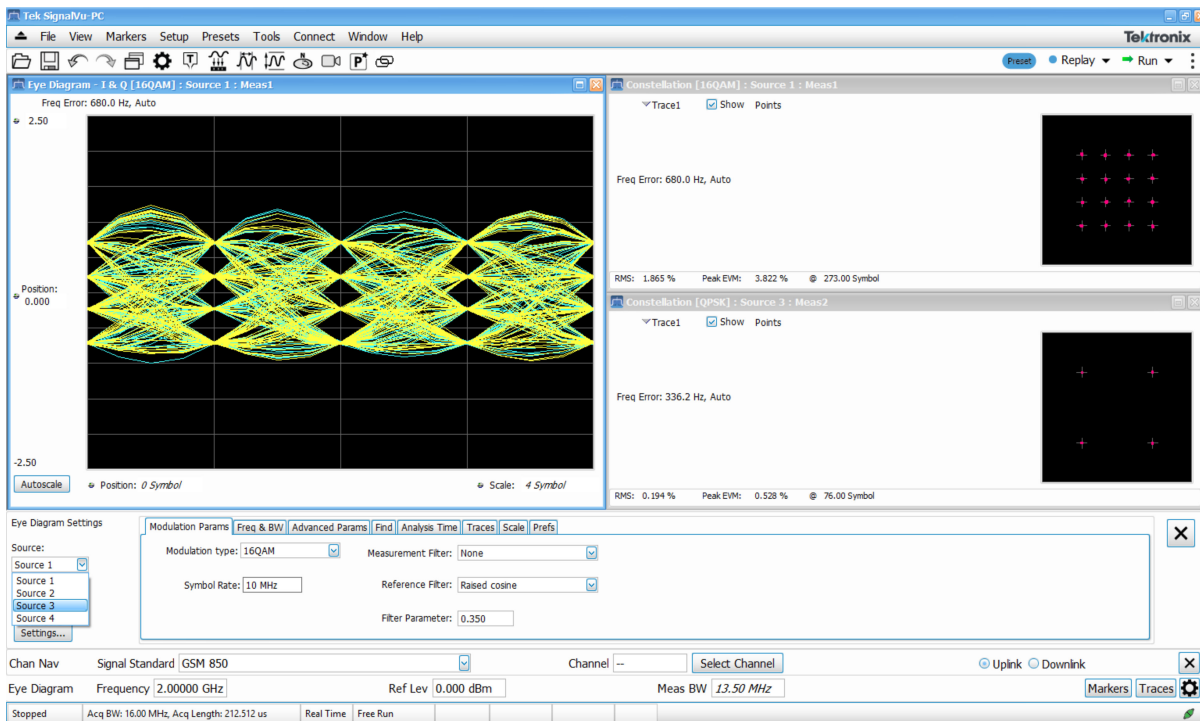 Tek SignalVu-PC
File View Markers Setup Presets Tools Connect Window Help
Tektronix
Preset Replay Run
Eye Diagram - I & Q [16QAM] : Source 1 : Meas1
Freq Error: 680.0 Hz, Auto
2.50
Position:
0.000
-2.50
Autoscale Position: 0 Symbol Scale: 4 Symbol
Constellation [16QAM] : Source 1 : Meas1
Trace1 Show Points
Freq Error: 680.0 Hz, Auto
RMS: 1.865 % Peak EVM: 3.822 % @ 273.00 Symbol
Constellation [QPSK] : Source 3 : Meas2
Trace1 Show Points
Freq Error: 336.2 Hz, Auto
RMS: 0.194 % Peak EVM: 0.528 % @ 76.00 Symbol
Eye Diagram Settings
Source:
Source 1
Source 1
Source 2
Source 3
Source 4
Settings...
Modulation Params Freq & BW Advanced Params Find Analysis Time Traces Scale Prefs
Modulation type: 16QAM Measurement Filter: None
Symbol Rate: 10 MHz Reference Filter: Raised cosine
Filter Parameter: 0.350
Chan Nav Signal Standard GSM 850 Channel -- Select Channel Uplink Downlink
Eye Diagram Frequency 2.00000 GHz Ref Lev 0.000 dBm Meas BW 13.50 MHz Markers Traces
Stopped Acq BW: 16.00 MHz, Acq Length: 212.512 us Real Time Free Run